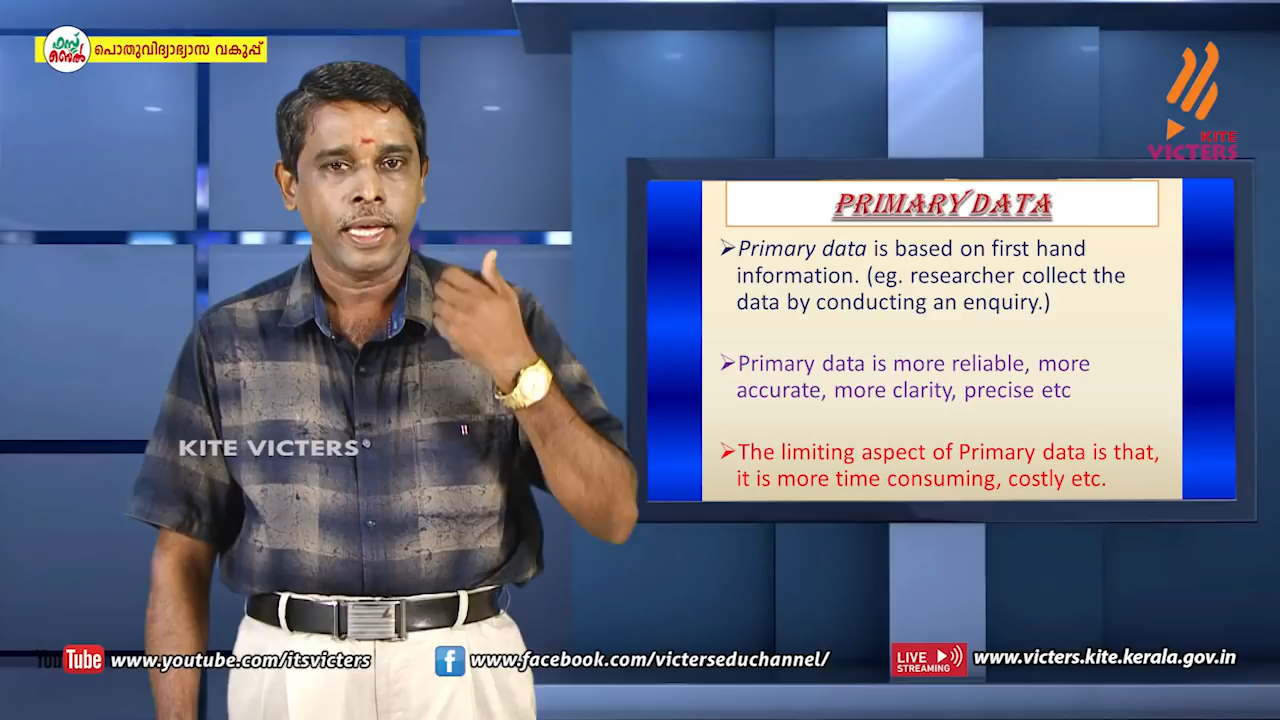 ഫസ്റ്റ്
ബെൽ
പൊതുവിദ്യാഭ്യാസ വകുപ്പ്
KITE
VICTERS
PRIMARY DATA
➢Primary data is based on first hand
information. (eg. researcher collect the
data by conducting an enquiry.)
➢Primary data is more reliable, more
accurate, more clarity, precise etc
➢The limiting aspect of Primary data is that,
it is more time consuming, costly etc.
KITE VICTERS
YouTube www.youtube.com/itsvicters
f www.facebook.com/victerseduchannel/
LIVE
STREAMING
www.victers.kite.kerala.gov.in